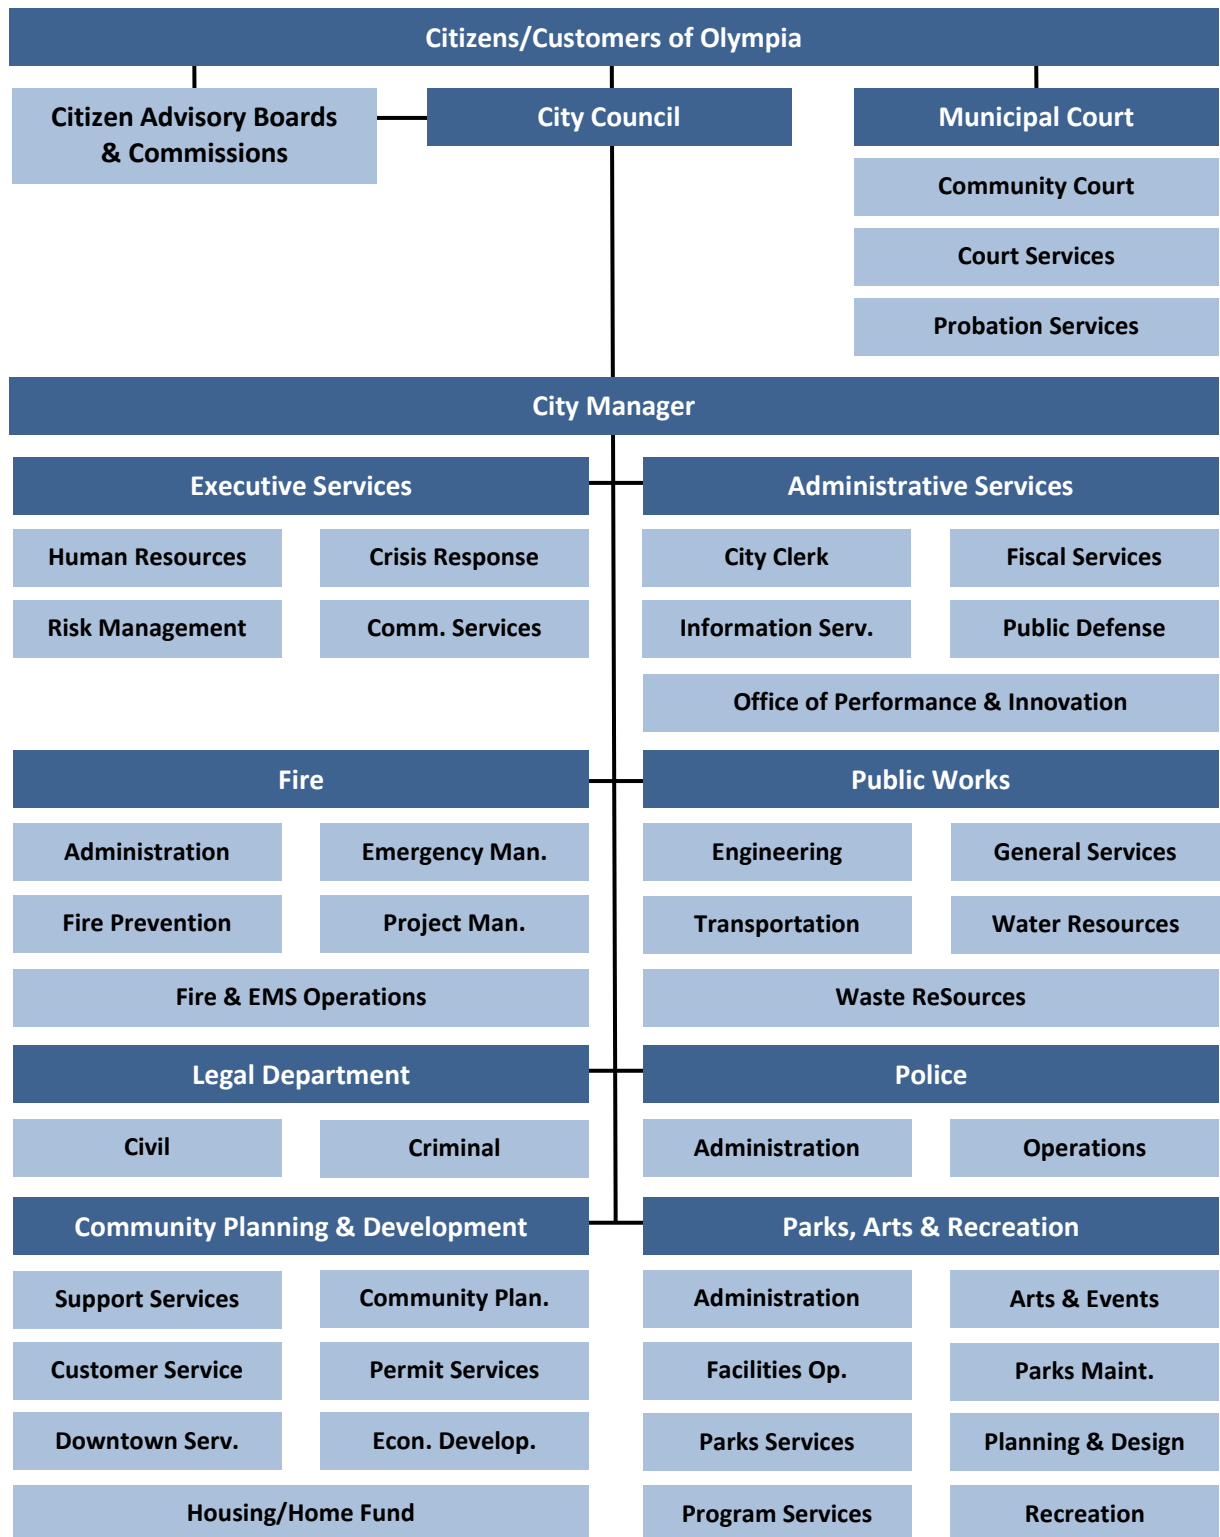 Citizens/Customers of Olympia
Citizen Advisory Boards
& Commissions
City Council
Municipal Court
Community Court
Court Services
Probation Services
City Manager
Executive Services
Administrative Services
Human Resources
Crisis Response
City Clerk
Fiscal Services
Risk Management
Comm. Services
Information Serv.
Public Defense
Office of Performance & Innovation
Fire
Public Works
Administration
Emergency Man.
Engineering
General Services
Fire Prevention
Project Man.
Transportation
Water Resources
Fire & EMS Operations
Waste ReSources
Legal Department
Police
Civil
Criminal
Administration
Operations
Community Planning & Development
Parks, Arts & Recreation
Support Services
Community Plan.
Administration
Arts & Events
Customer Service
Permit Services
Facilities Op.
Parks Maint.
Downtown Serv.
Econ. Develop.
Parks Services
Planning & Design
Housing/Home Fund
Program Services
Recreation